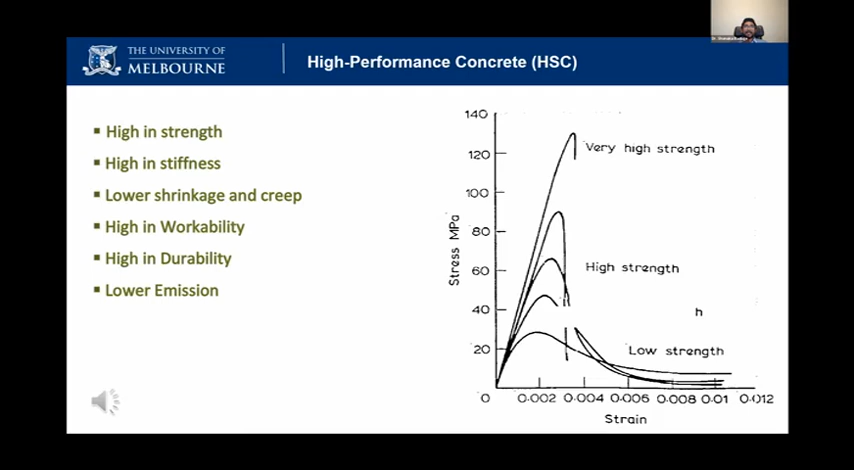 THE UNIVERSITY OF
MELBOURNE
High-Performance Concrete (HSC)
▪ High in strength
▪ High in stiffness
▪ Lower shrinkage and creep
▪ High in Workability
▪ High in Durability
▪ Lower Emission
140
120
100
80
60
40
20
0
Stress MPa
Very high strength
High strength
h
Low strength
0.002 0.004 0.006 0.008 0.01 0.012
Strain